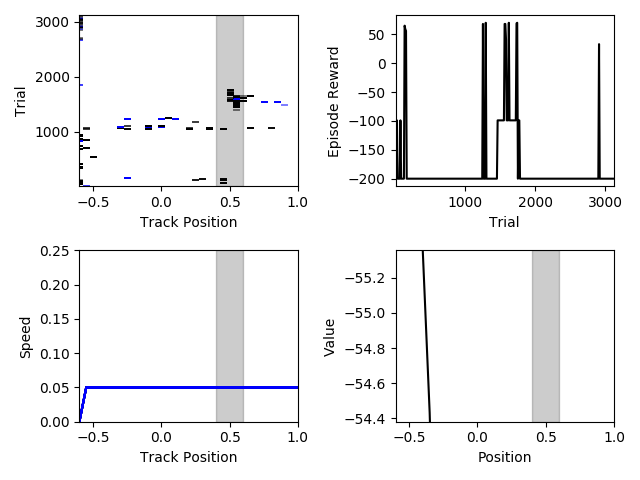 3000
2000
1000
Trial
−0.5 0.0 0.5 1.0
Track Position
50
0
−50
−100
−150
−200
Episode Reward
1000 2000 3000
Trial
0.25
0.20
0.15
0.10
0.05
0.00
Speed
−0.5 0.0 0.5 1.0
Track Position
−55.2
−55.0
−54.8
−54.6
−54.4
Value
−0.5 0.0 0.5 1.0
Position